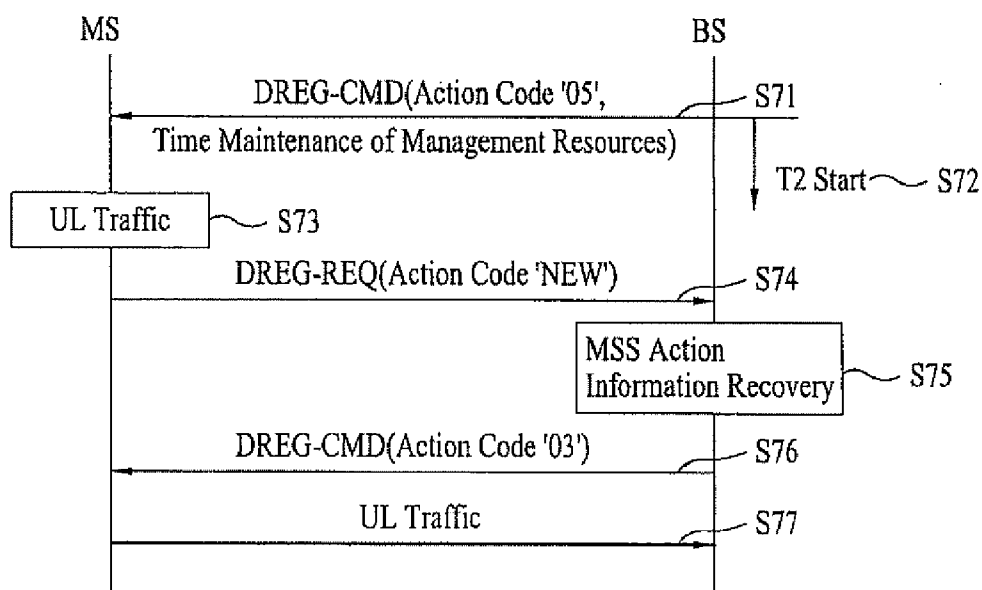 MS
BS
DREG-CMD(Action Code '05',
S71
Time Maintenance of Management Resources)
T2 Start
S72
UL Traffic
S73
DREG-REQ(Action Code 'NEW')
S74
MSS Action
Information Recovery
S75
DREG-CMD(Action Code '03')
S76
UL Traffic
S77